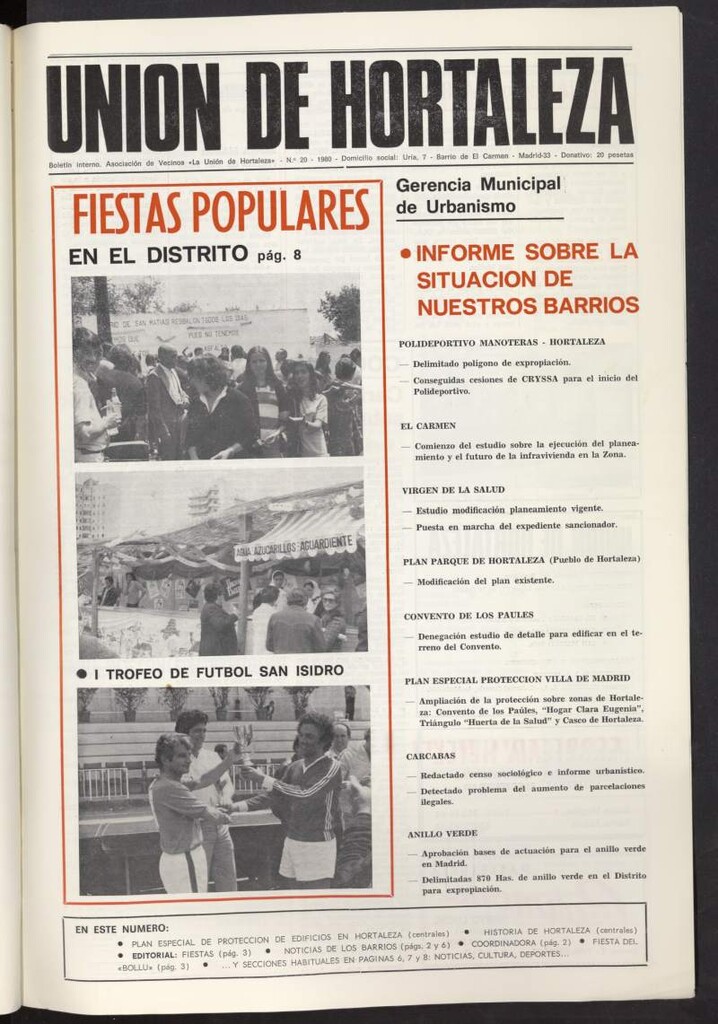 UNION DE HORTALEZA
Boletín interno. Asociación de Vecinos «La Unión de Hortaleza» - N.º 20 - 1980 - Domicilio social: Uría, 7 - Barrio de El Carmen - Madrid-33 - Donativo: 20 pesetas
FIESTAS POPULARES
EN EL DISTRITO pág. 8
NO DE SAN MATIAS RESBALON TODOS LOS DIAS
PUES NO TENEMOS
AGUA AZUCARILLOS AGUARDIENTE
● I TROFEO DE FUTBOL SAN ISIDRO
Gerencia Municipal
de Urbanismo
● INFORME SOBRE LA
SITUACION DE
NUESTROS BARRIOS
POLIDEPORTIVO MANOTERAS - HORTALEZA
— Delimitado polígono de expropiación.
— Conseguidas cesiones de CRYSSA para el inicio del
Polideportivo.
EL CARMEN
— Comienzo del estudio sobre la ejecución del planea-
miento y el futuro de la infravivienda en la Zona.
VIRGEN DE LA SALUD
— Estudio modificación planeamiento vigente.
— Puesta en marcha del expediente sancionador.
PLAN PARQUE DE HORTALEZA (Pueblo de Hortaleza)
— Modificación del plan existente.
CONVENTO DE LOS PAULES
— Denegación estudio de detalle para edificar en el te-
rreno del Convento.
PLAN ESPECIAL PROTECCION VILLA DE MADRID
— Ampliación de la protección sobre zonas de Hortale-
za: Convento de los Paúles, "Hogar Clara Eugenia",
Triángulo "Huerta de la Salud" y Casco de Hortaleza.
CARCABAS
— Redactado censo sociológico e informe urbanístico.
— Detectado problema del aumento de parcelaciones
ilegales.
ANILLO VERDE
— Aprobación bases de actuación para el anillo verde
en Madrid.
— Delimitadas 870 Has. de anillo verde en el Distrito
para expropiación.
EN ESTE NUMERO:
● PLAN ESPECIAL DE PROTECCION DE EDIFICIOS EN HORTALEZA (centrales) ● HISTORIA DE HORTALEZA (centrales)
● EDITORIAL: FIESTAS (pág. 3) ● NOTICIAS DE LOS BARRIOS (págs. 2 y 6) ● COORDINADORA (pág. 2) ● FIESTA DEL
«BOLLU» (pág. 3) ● ... Y SECCIONES HABITUALES EN PAGINAS 6, 7 y 8: NOTICIAS, CULTURA, DEPORTES...